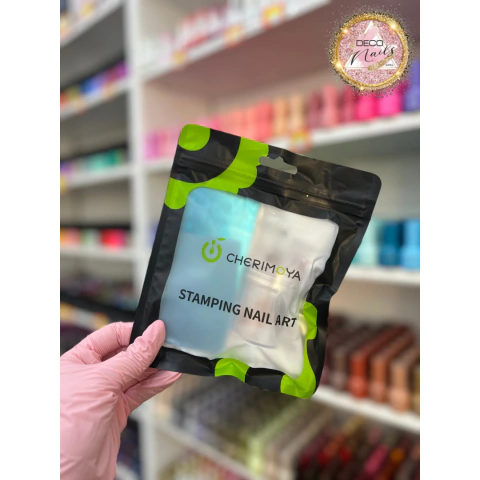 DECO
Nails
CHERIMOYA
STAMPING NAIL ART